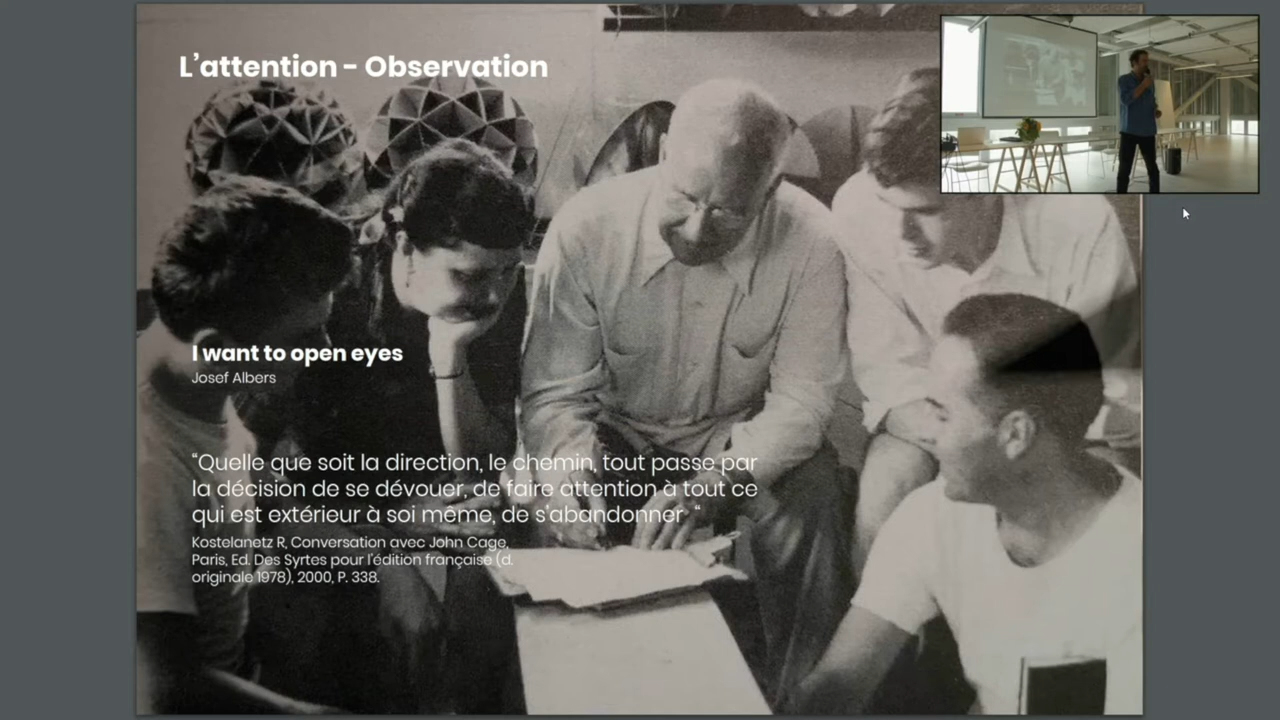 L’attention - Observation
I want to open eyes
Josef Albers
“Quelle que soit la direction, le chemin, tout passe par
la décision de se dévouer, de faire attention à tout ce
qui est extérieur à soi même, de s’abandonner. “
Kostelanetz R, Conversation avec John Cage,
Paris, Ed. Des Syrtes pour l’édition française (d.
originale 1978), 2000, P. 338.